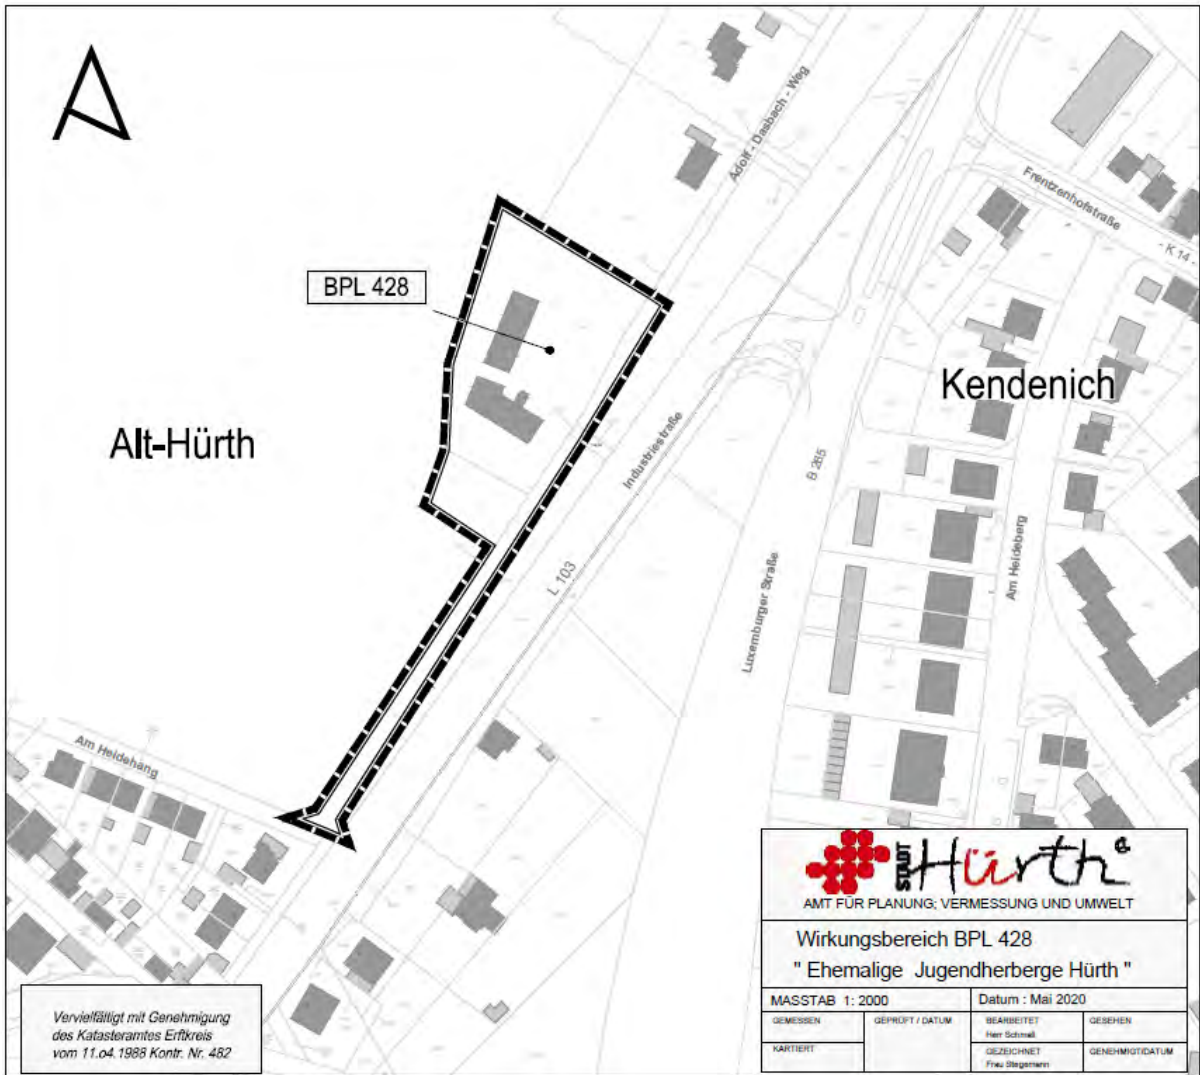 Adolf - Dasbach - Weg
Frentzenhofstraße
- K 14 -
BPL 428
Kendenich
Alt-Hürth
Industriestraße
B 265
L 103
Am Heideberg
Luxemburger Straße
Am Heidehang
STADT Hürth
AMT FÜR PLANUNG; VERMESSUNG UND UMWELT
Wirkungsbereich BPL 428
" Ehemalige Jugendherberge Hürth "
MASSTAB 1: 2000
Datum : Mai 2020
GEMESSEN
GEPRÜFT / DATUM
BEARBEITET
Herr Schmall
GESEHEN
KARTIERT
GEZEICHNET
Frau Stegemann
GENEHMIGT/DATUM
Vervielfältigt mit Genehmigung
des Katasteramtes Erftkreis
vom 11.o4.1988 Kontr. Nr. 482